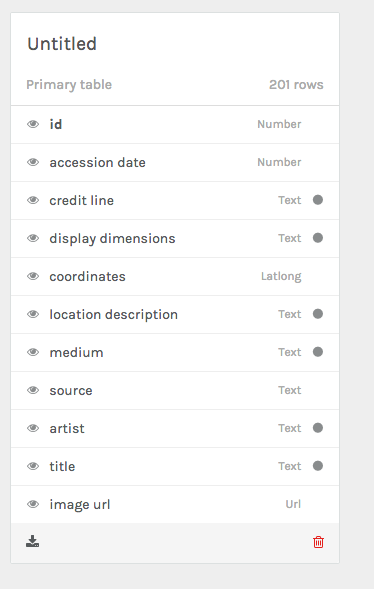 Untitled
Primary table 201 rows
id Number
accession date Number
credit line Text
display dimensions Text
coordinates Latlong
location description Text
medium Text
source Text
artist Text
title Text
image url Url